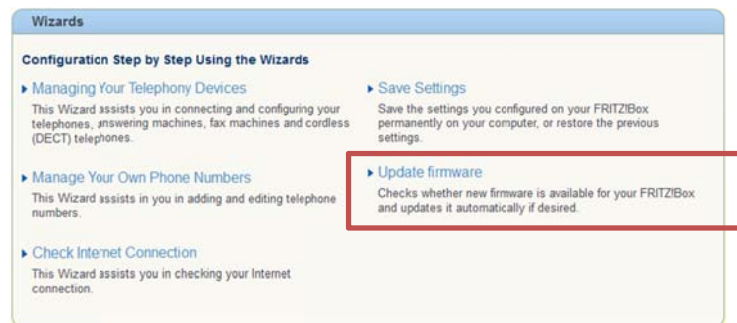 Wizards
Configuration Step by Step Using the Wizards
Managing Your Telephony Devices
This Wizard assists you in connecting and configuring your
telephones, answering machines, fax machines and cordless
(DECT) telephones.
Manage Your Own Phone Numbers
This Wizard assists in you in adding and editing telephone
numbers.
Check Internet Connection
This Wizard assists you in checking your Internet
connection.
Save Settings
Save the settings you configured on your FRITZ!Box
permanently on your computer, or restore the previous
settings.
Update firmware
Checks whether new firmware is available for your FRITZ!Box
and updates it automatically if desired.